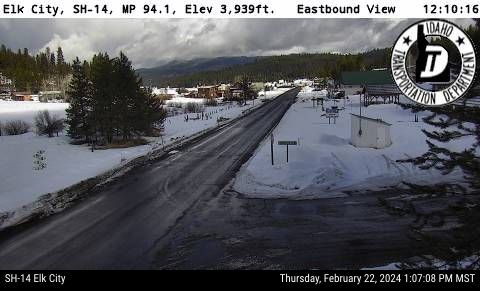 Elk City, SH-14, MP 94.1, Elev 3,939ft. Eastbound View 12:10:16
IDAHO
TRANSPORTATION DEPARTMENT
SH-14 Elk City Thursday, February 22, 2024 1:07:08 PM MST